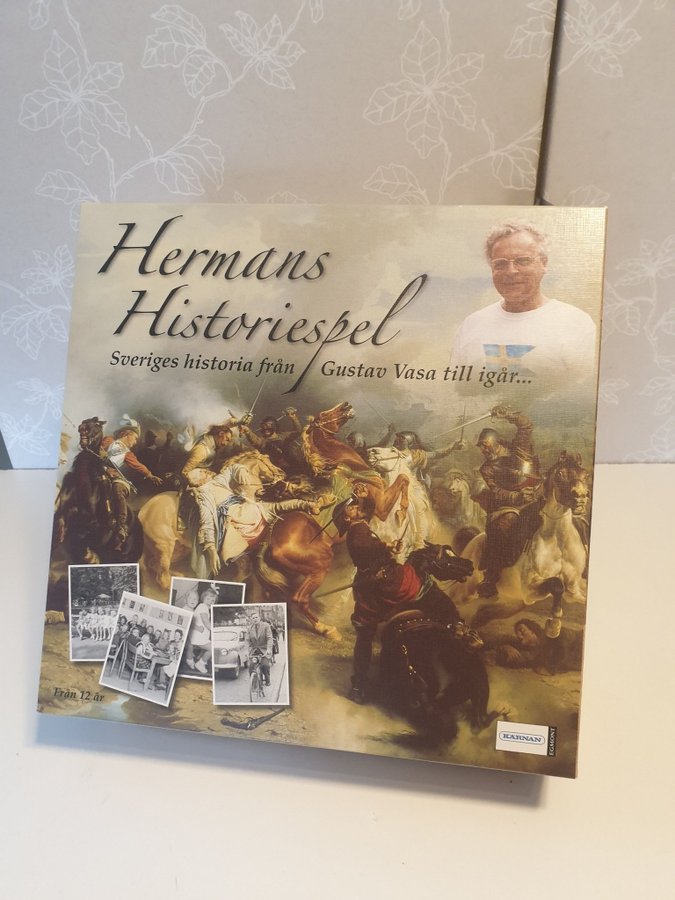 Hermans
Historiespel
Sveriges historia från Gustav Vasa till igår...
Från 12 år
KÄRNAN
EGMONT